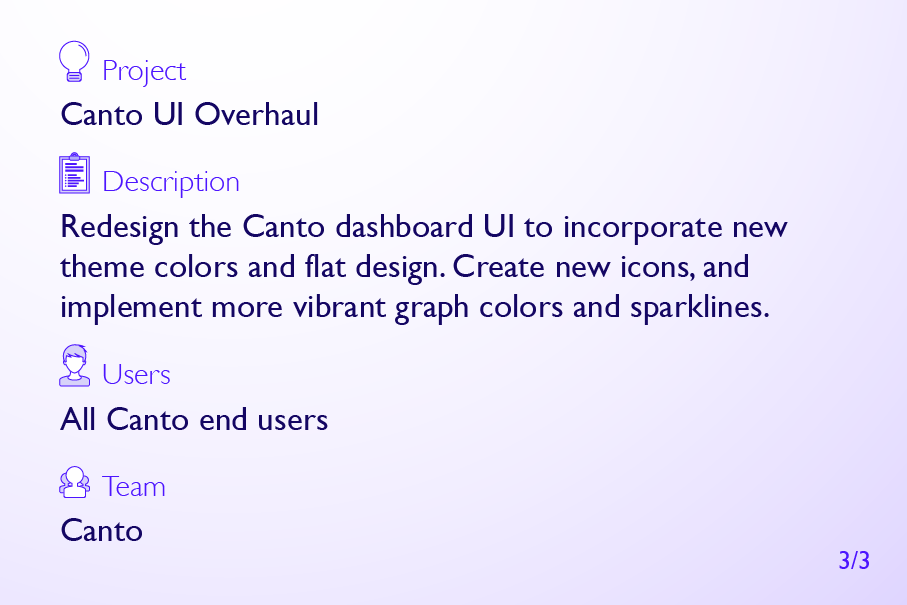 Project
Canto UI Overhaul
Description
Redesign the Canto dashboard UI to incorporate new
theme colors and flat design. Create new icons, and
implement more vibrant graph colors and sparklines.
Users
All Canto end users
Team
Canto
3/3